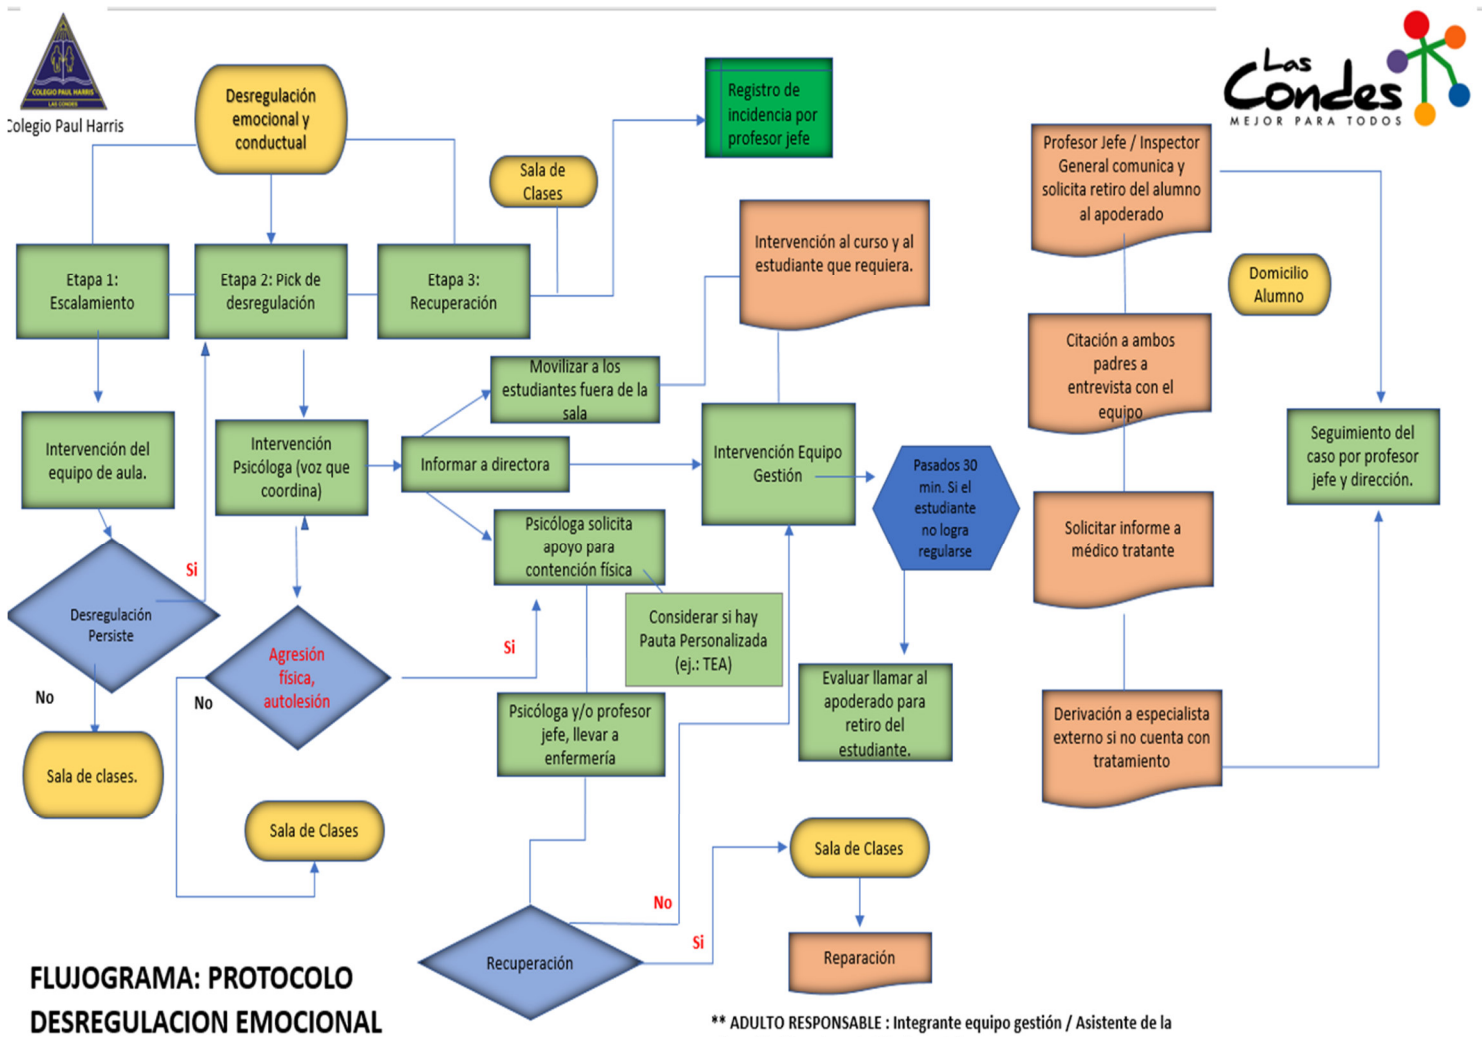 COLEGIO PAUL HARRIS
LAS CONDES
Colegio Paul Harris
Las
Condes
MEJOR PARA TODOS
Desregulación
emocional y
conductual
Registro de
incidencia por
profesor jefe
Sala de
Clases
Profesor Jefe / Inspector
General comunica y
solicita retiro del alumno
al apoderado
Etapa 1:
Escalamiento
Etapa 2: Pick de
desregulación
Etapa 3:
Recuperación
Intervención al curso y al
estudiante que requiera.
Domicilio
Alumno
Movilizar a los
estudiantes fuera de la
sala
Citación a ambos
padres a
entrevista con el
equipo
Intervención del
equipo de aula.
Intervención
Psicóloga (voz que
coordina)
Informar a directora
Intervención Equipo
Gestión
Pasados 30
min. Si el
estudiante
no logra
regularse
Seguimiento del
caso por profesor
jefe y dirección.
Psicóloga solicita
apoyo para
contención física
Solicitar informe a
médico tratante
Si
Desregulación
Persiste
Considerar si hay
Pauta Personalizada
(ej.: TEA)
Agresión
física,
autolesión
Si
No
No
Psicóloga y/o profesor
jefe, llevar a
enfermería
Evaluar llamar al
apoderado para
retiro del
estudiante.
Derivación a especialista
externo si no cuenta con
tratamiento
Sala de clases.
Sala de Clases
Sala de Clases
No
Si
Recuperación
Reparación
FLUJOGRAMA: PROTOCOLO
DESREGULACION EMOCIONAL
** ADULTO RESPONSABLE : Integrante equipo gestión / Asistente de la